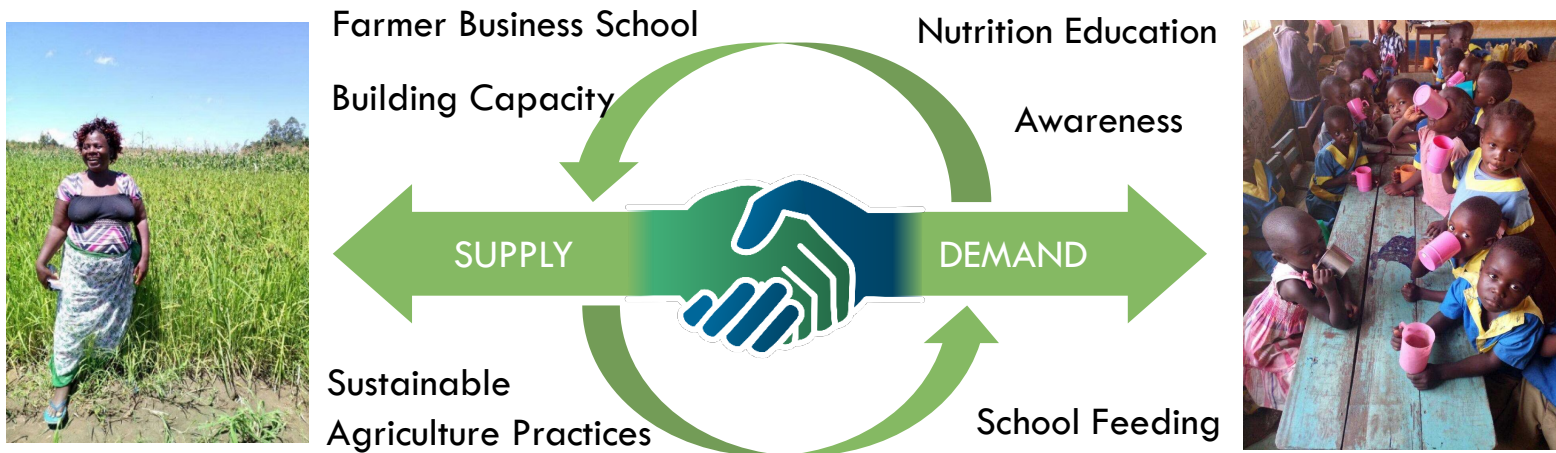 Farmer Business School
Building Capacity
SUPPLY
Sustainable
Agriculture Practices
Nutrition Education
Awareness
DEMAND
School Feeding